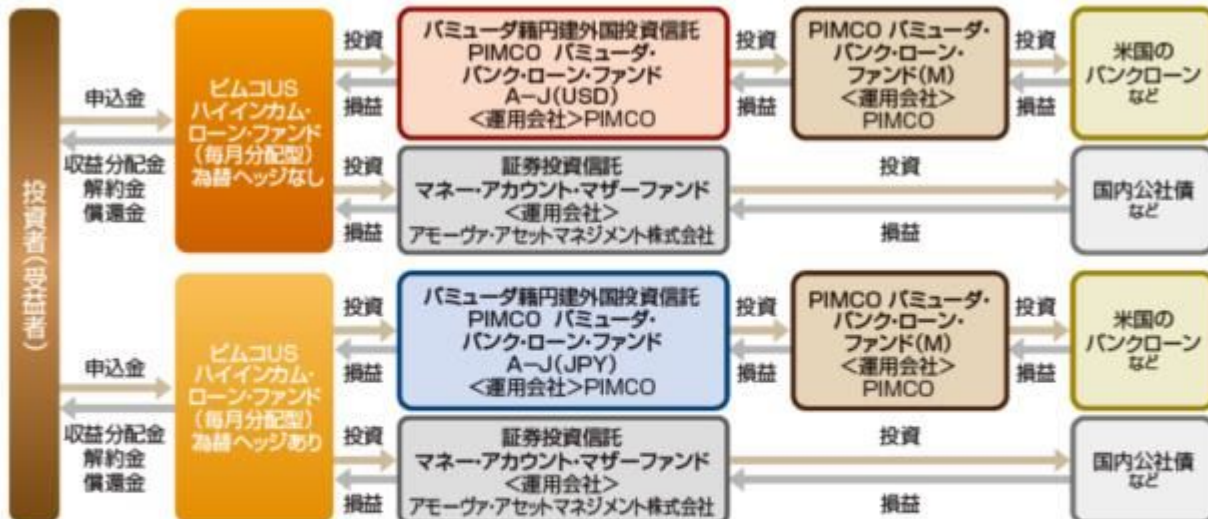 投資者(受益者)
申込金
収益分配金
解約金
償還金
ピムコUS
ハイインカム・
ローン・ファンド
(毎月分配型)
為替ヘッジなし
投資
損益
バミューダ籍円建外国投資信託
PIMCO バミューダ・
バンク・ローン・ファンド
A-J(USD)
<運用会社>PIMCO
投資
損益
PIMCO バミューダ・
バンク・ローン・
ファンド(M)
<運用会社>
PIMCO
投資
損益
米国の
バンクローン
など
投資
損益
証券投資信託
マネー・アカウント・マザーファンド
<運用会社>
アモーヴァ・アセットマネジメント株式会社
投資
損益
国内公社債
など
申込金
収益分配金
解約金
償還金
ピムコUS
ハイインカム・
ローン・ファンド
(毎月分配型)
為替ヘッジあり
投資
損益
バミューダ籍円建外国投資信託
PIMCO バミューダ・
バンク・ローン・ファンド
A-J(JPY)
<運用会社>PIMCO
投資
損益
PIMCO バミューダ・
バンク・ローン・
ファンド(M)
<運用会社>
PIMCO
投資
損益
米国の
バンクローン
など
投資
損益
証券投資信託
マネー・アカウント・マザーファンド
<運用会社>
アモーヴァ・アセットマネジメント株式会社
投資
損益
国内公社債
など